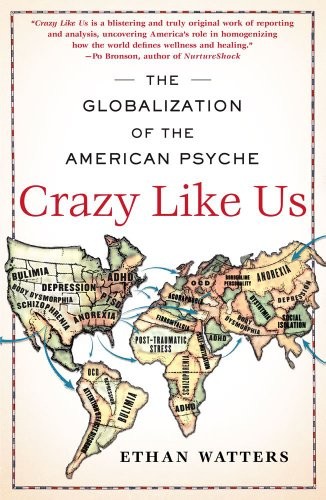 “Crazy Like Us is a blistering and truly original work of reporting
and analysis, uncovering America’s role in homogenizing
how the world defines wellness and healing.”
—Po Bronson, author of NurtureShock
THE
GLOBALIZATION
OF THE
AMERICAN PSYCHE
Crazy Like Us
BULIMIA
DEPRESSION
ADHD
BODY DYSMORPHIA
SCHIZOPHRENIA
ANOREXIA
OCD
BORDERLINE
PERSONALITY
ANOREXIA
AGORAPHOBIA
FIBROMYALGIA
BODY
DYSMORPHIA
DEPRESSION
SOCIAL
ISOLATION
POST-TRAUMATIC
STRESS
ADHD
SCHIZOPHRENIA
ADHD
OCD
BULIMIA
ETHAN WATTERS